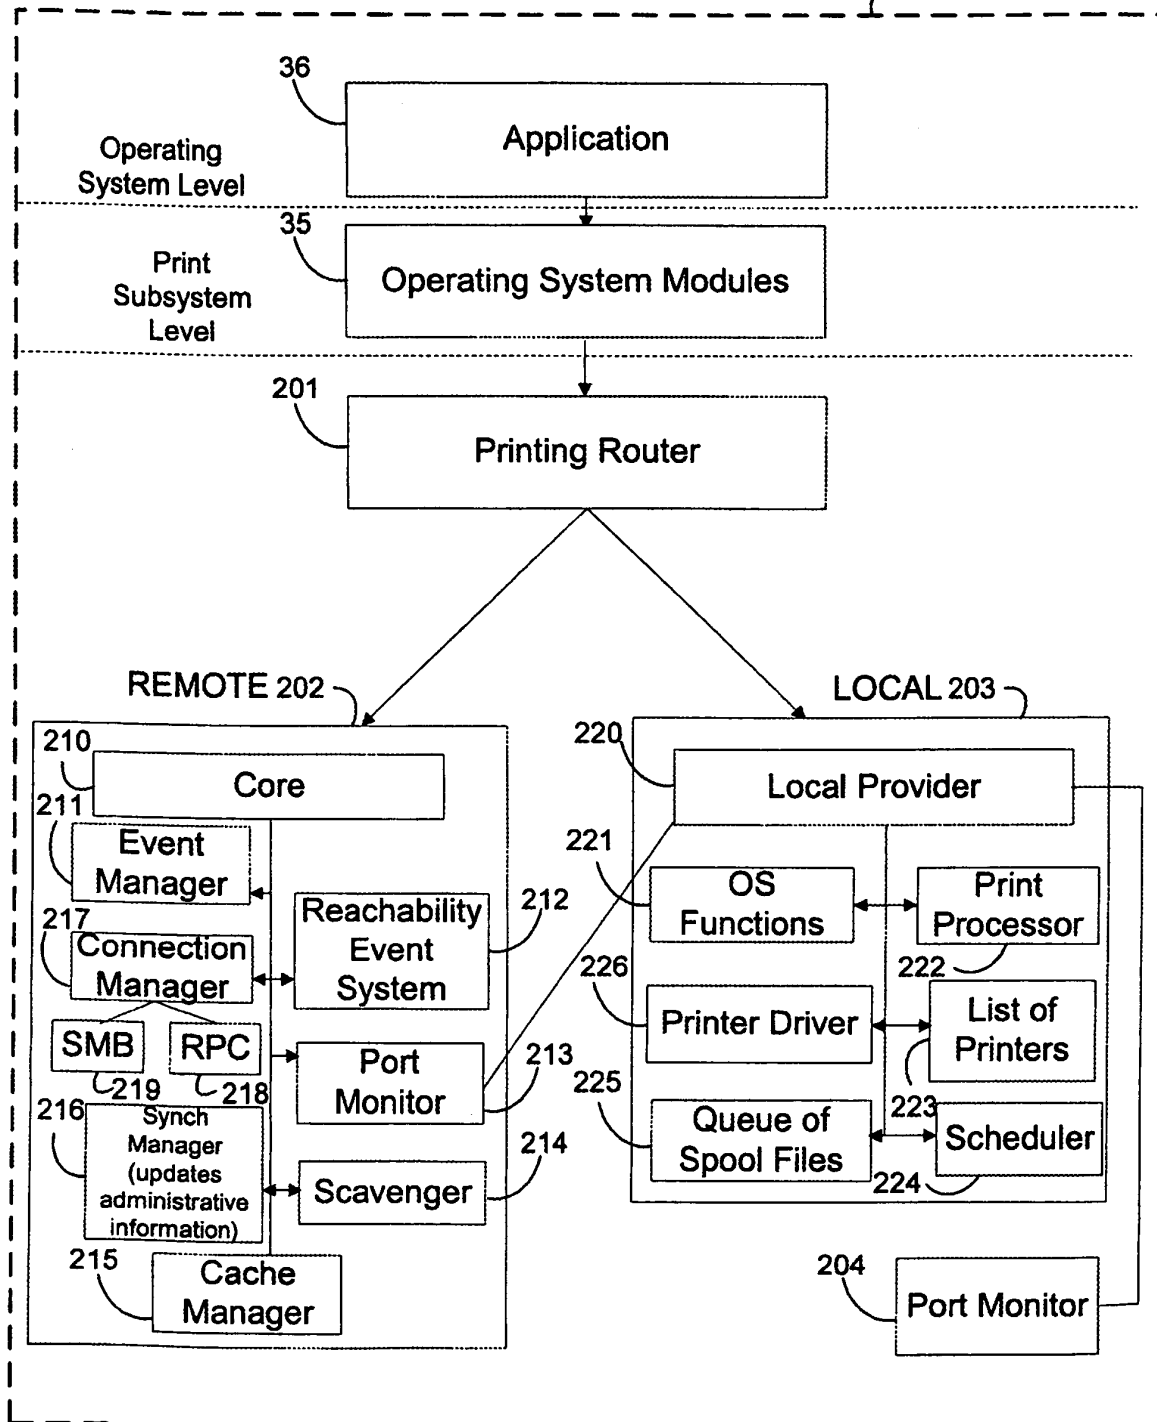 36
Application
Operating
System Level
35
Operating System Modules
Print
Subsystem
Level
201
Printing Router
REMOTE 202
LOCAL 203
210
Core
211
Event
Manager
217
Connection
Manager
Reachability
Event
System
212
SMB
219
RPC
218
Port
Monitor
213
216
Synch
Manager
(updates
administrative
information)
Scavenger
214
215
Cache
Manager
220
Local Provider
221
OS
Functions
Print
Processor
222
226
Printer Driver
List of
Printers
223
225
Queue of
Spool Files
Scheduler
224
204
Port Monitor